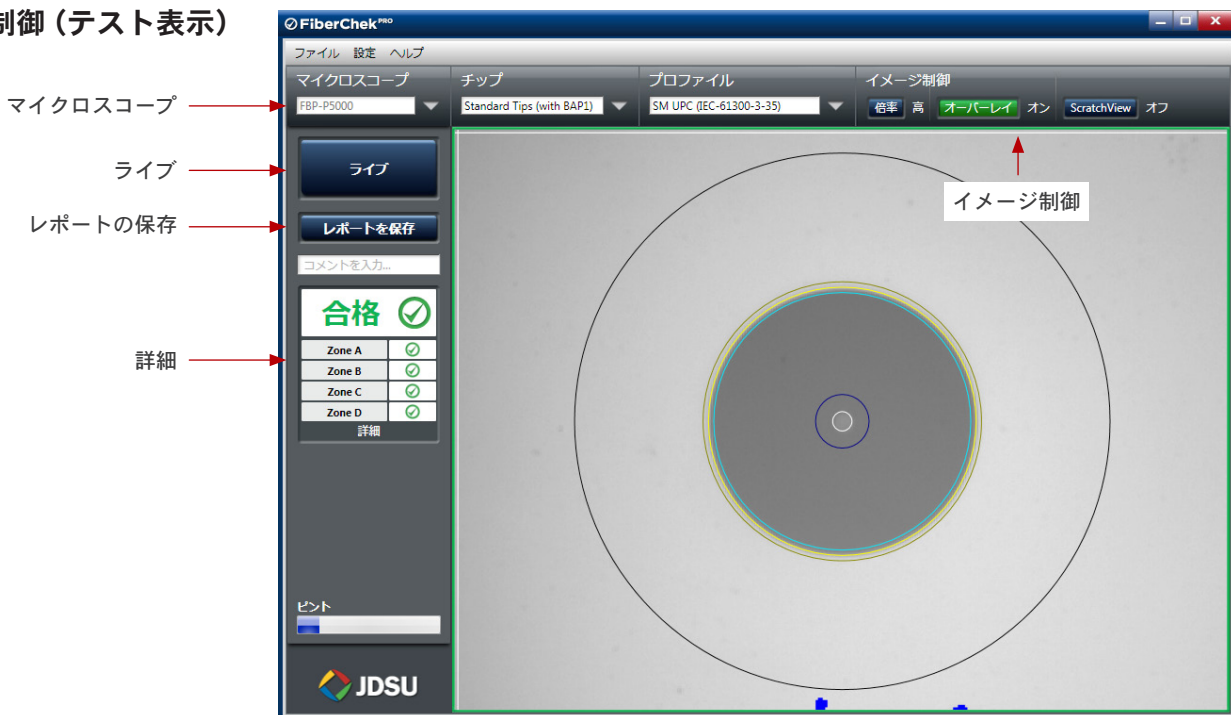 制御（テスト表示）
FiberChek PRO
ファイル 設定 ヘルプ
マイクロスコープ チップ プロファイル イメージ制御
マイクロスコープ
FBP-P5000 Standard Tips (with BAP1) SM UPC (IEC-61300-3-35) 倍率 高 オーバーレイ オン ScratchView オフ
ライブ
ライブ
イメージ制御
レポートの保存
レポートを保存
コメントを入力...
合格
詳細
Zone A
Zone B
Zone C
Zone D
詳細
ピント
JDSU